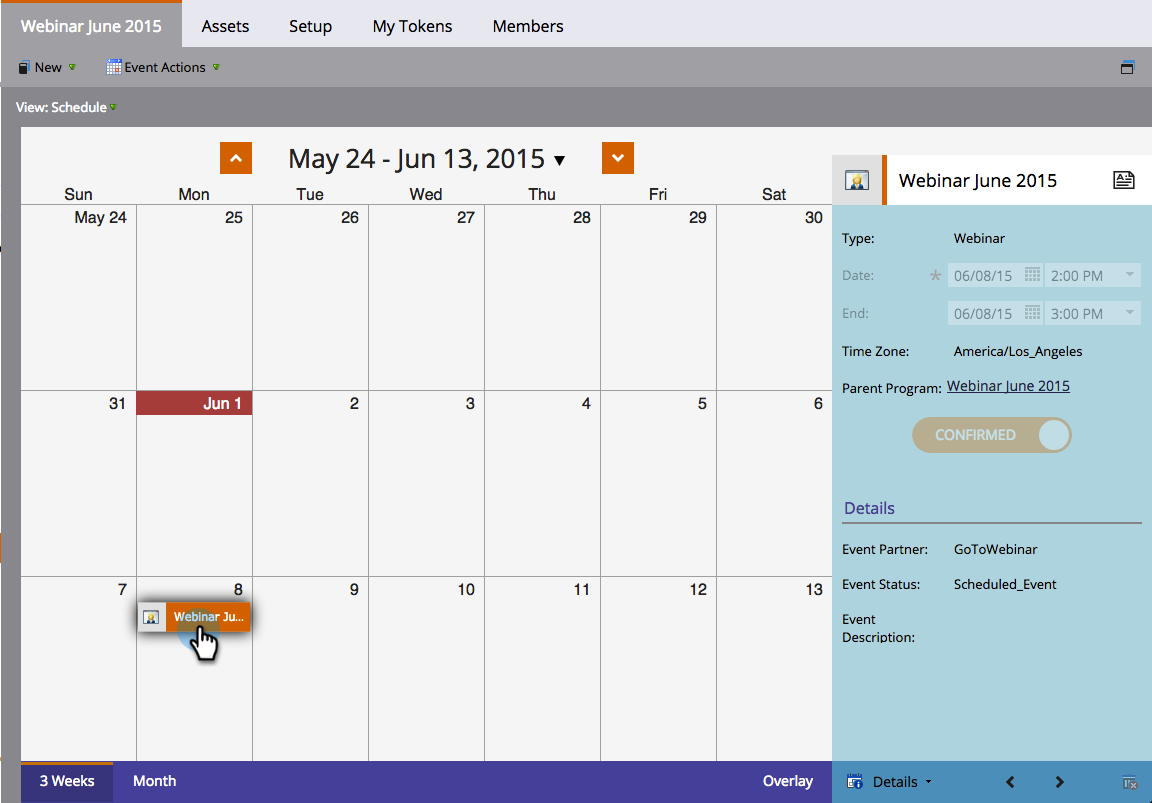 Webinar June 2015 Assets Setup My Tokens Members
New Event Actions
View: Schedule
May 24 - Jun 13, 2015
Sun Mon Tue Wed Thu Fri Sat
May 24 25 26 27 28 29 30
31 Jun 1 2 3 4 5 6
7 8 9 10 11 12 13
Webinar Ju...
3 Weeks Month Overlay
Webinar June 2015
Type: Webinar
Date: * 06/08/15 2:00 PM
End: 06/08/15 3:00 PM
Time Zone: America/Los_Angeles
Parent Program: Webinar June 2015
CONFIRMED
Details
Event Partner: GoToWebinar
Event Status: Scheduled_Event
Event
Description:
Details